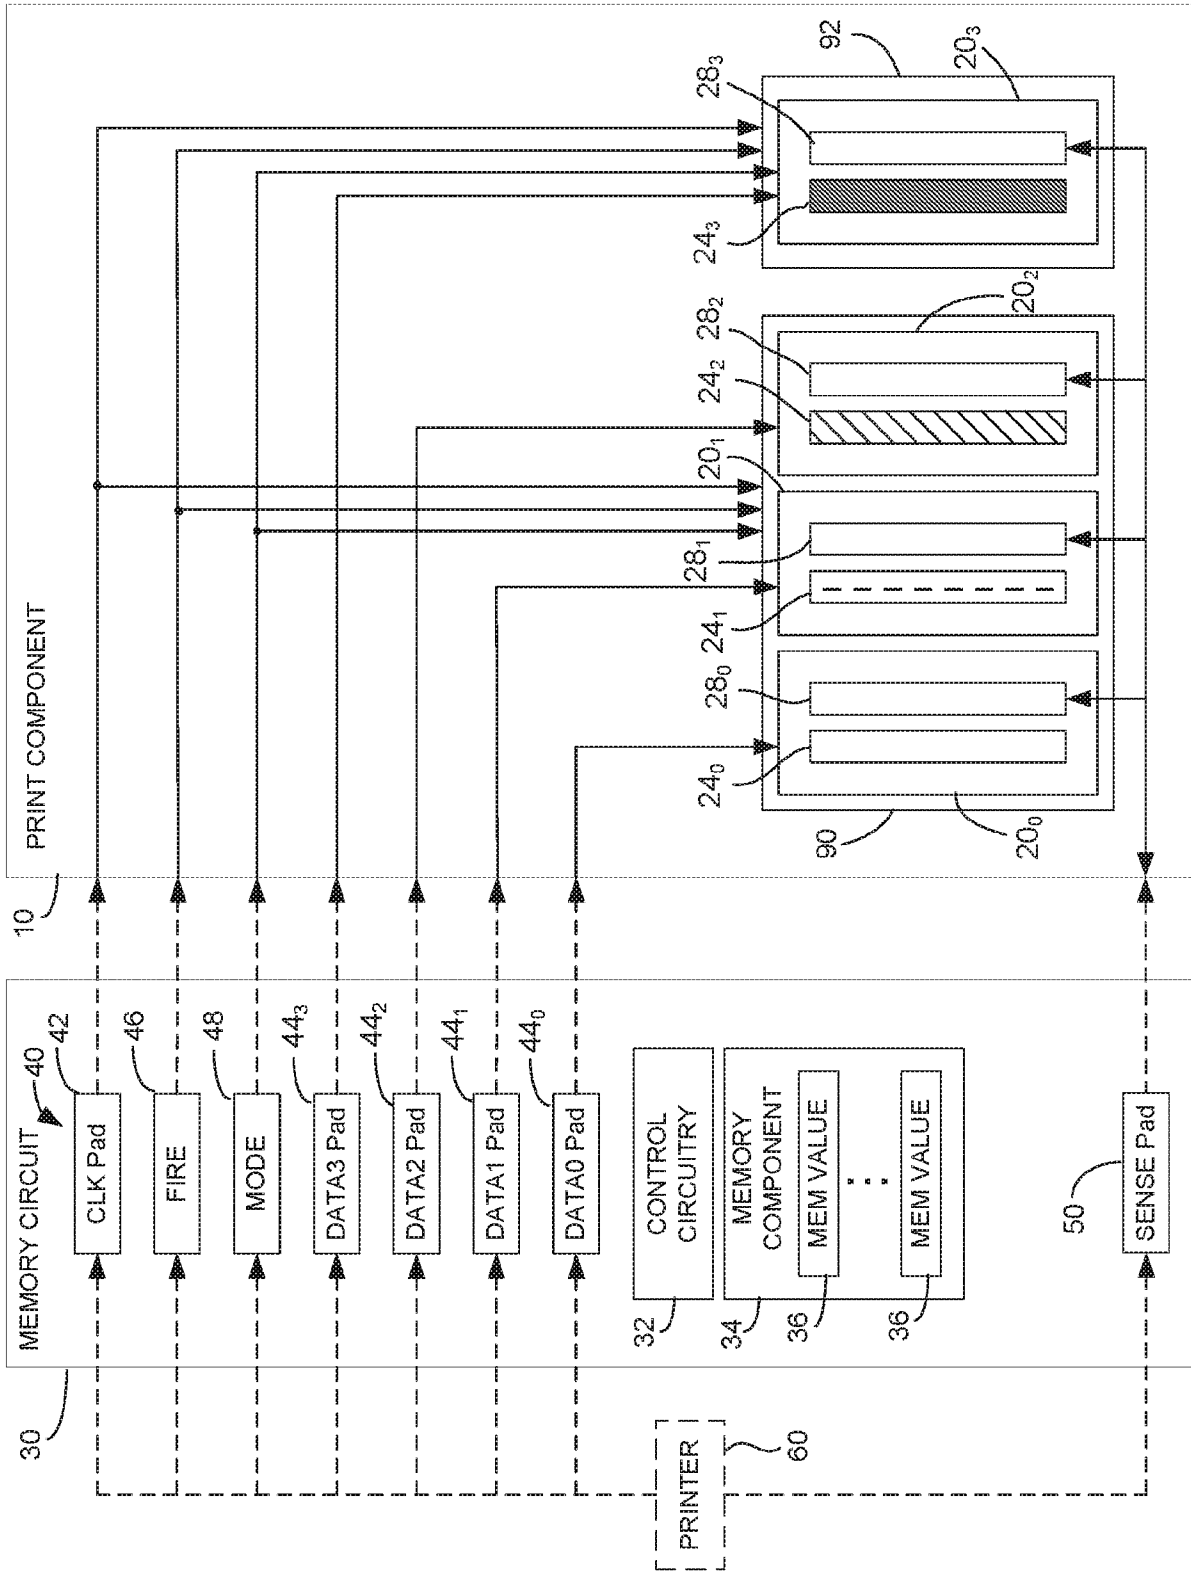 PRINT COMPONENT
10
92
20₃
28₃
24₃
20₂
28₂
24₂
20₁
28₁
24₁
28₀
24₀
20₀
90
MEMORY CIRCUIT
30
40
42
CLK Pad
46
FIRE
48
MODE
44₃
DATA3 Pad
44₂
DATA2 Pad
44₁
DATA1 Pad
44₀
DATA0 Pad
CONTROL
CIRCUITRY
32
MEMORY
COMPONENT
34
MEM VALUE
36
MEM VALUE
36
50
SENSE Pad
PRINTER
60